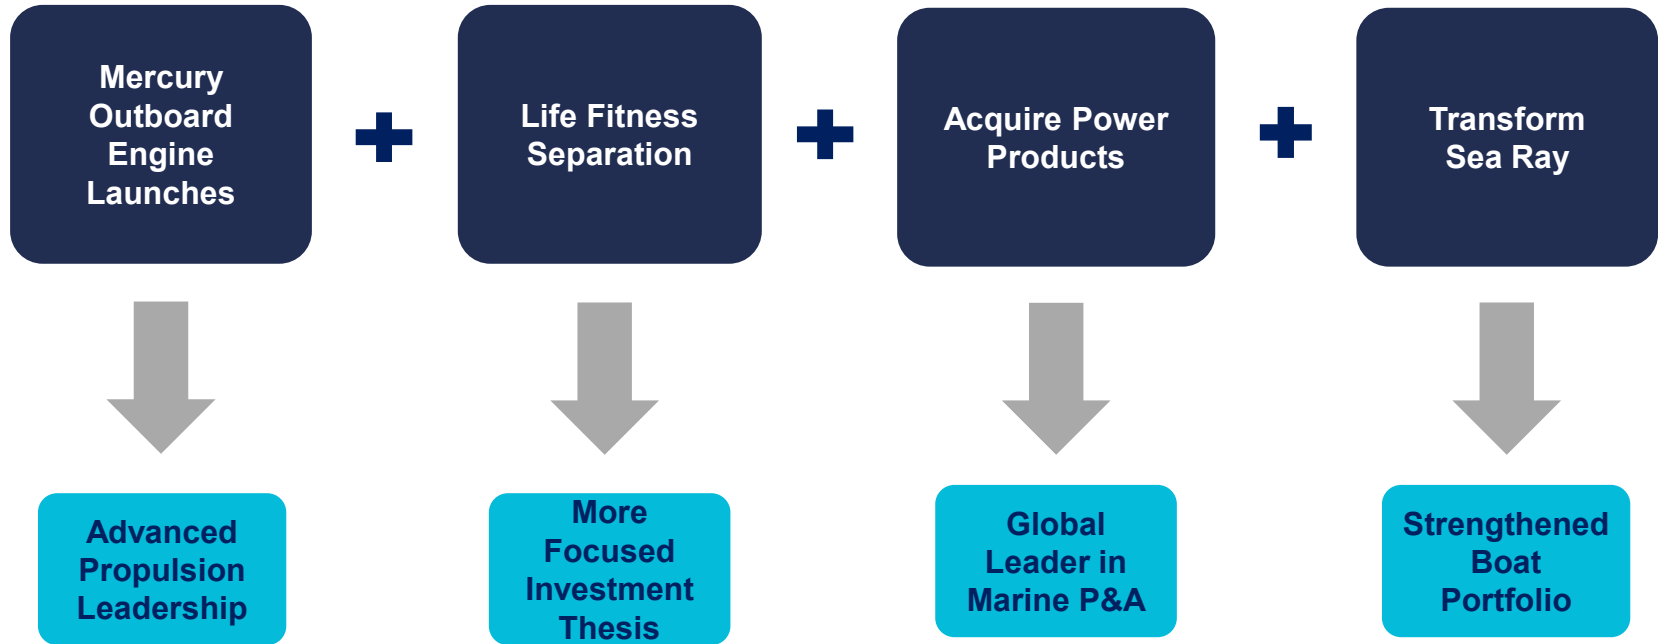 Mercury
Outboard
Engine
Launches
Life Fitness
Separation
Acquire Power
Products
Transform
Sea Ray
Advanced
Propulsion
Leadership
More
Focused
Investment
Thesis
Global
Leader in
Marine P&A
Strengthened
Boat
Portfolio